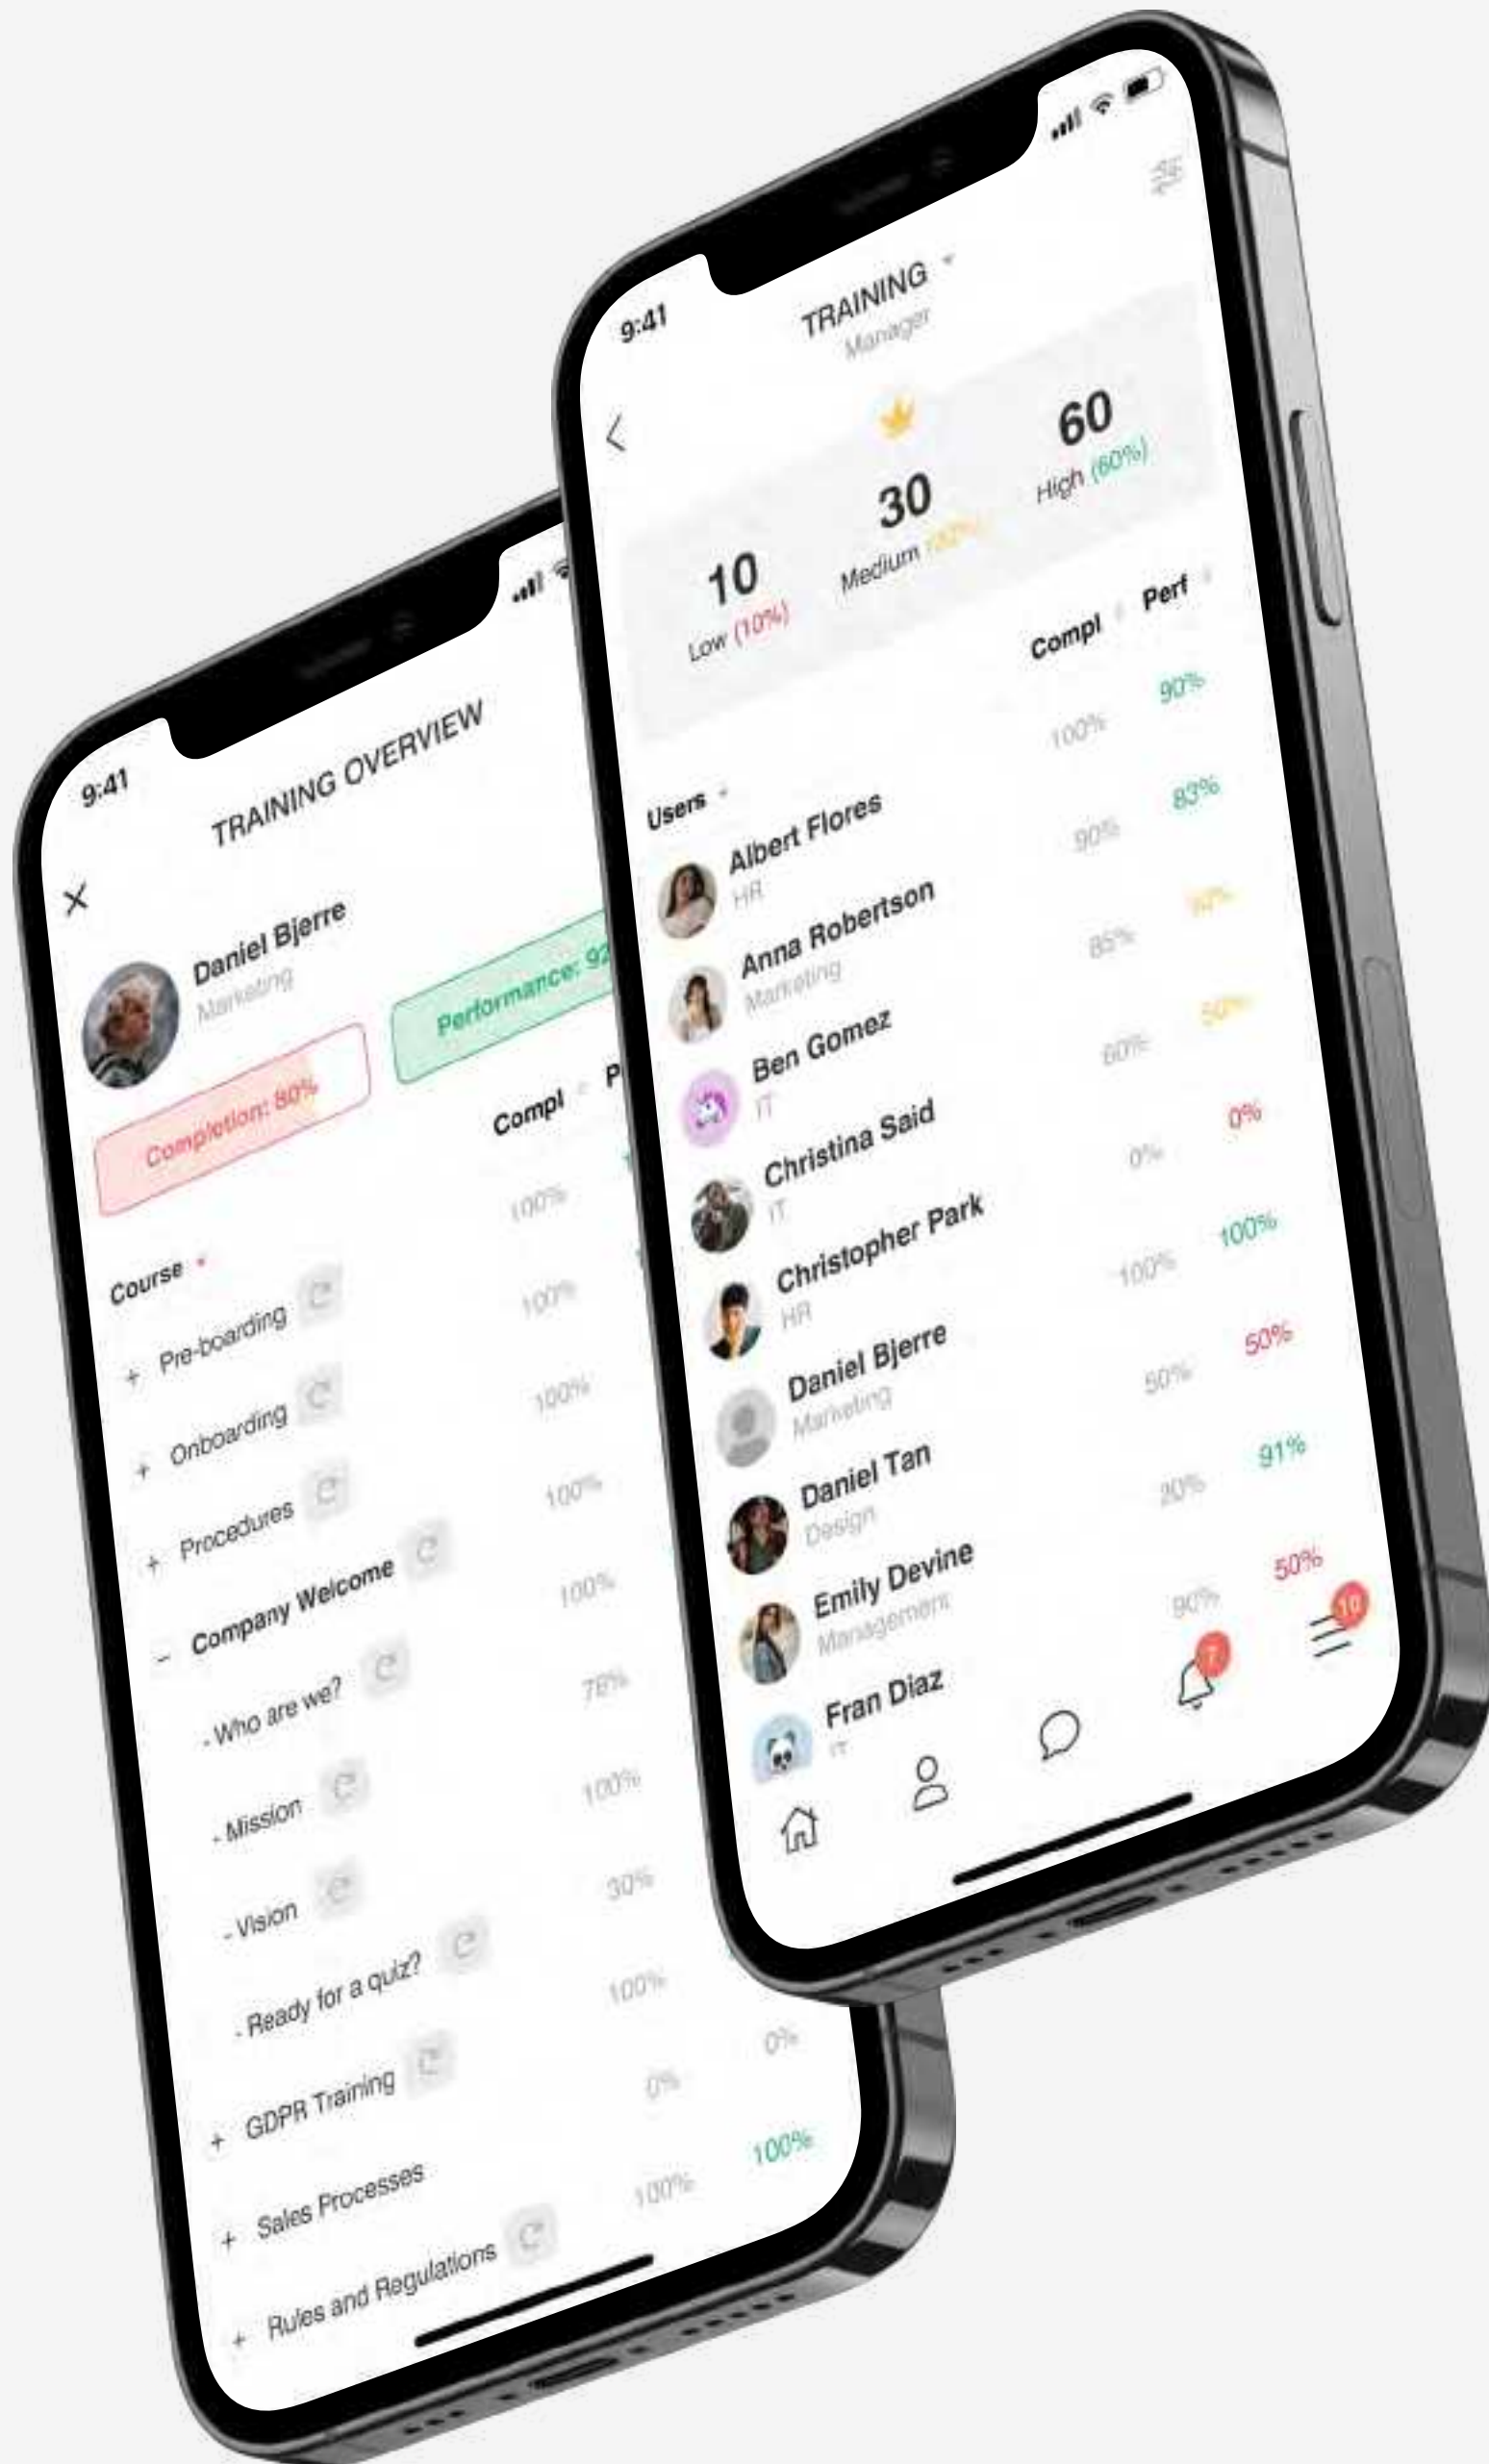 9:41
TRAINING OVERVIEW
Daniel Bjerre
Marketing
Completion: 80%
Performance: 92
Course
Compl
Pre-boarding 100%
Onboarding 100%
Procedures 100%
Company Welcome 100%
- Who are we? 100%
- Mission 78%
- Vision 100%
- Ready for a quiz? 30%
GDPR Training 100%
Sales Processes 0% 0%
Rules and Regulations 100% 100%
9:41
TRAINING
Manager
10
Low (10%)
30
Medium
60
High (60%)
Users Compl Perf
Albert Flores 100% 90%
HR
Anna Robertson 90% 83%
Marketing
Ben Gomez 85%
IT
Christina Said 60% 50%
IT
Christopher Park 0% 0%
HR
Daniel Bjerre 100% 100%
Marketing
Daniel Tan 50% 50%
Design
Emily Devine 20% 91%
Management
Fran Diaz 90% 50%
IT
7
10